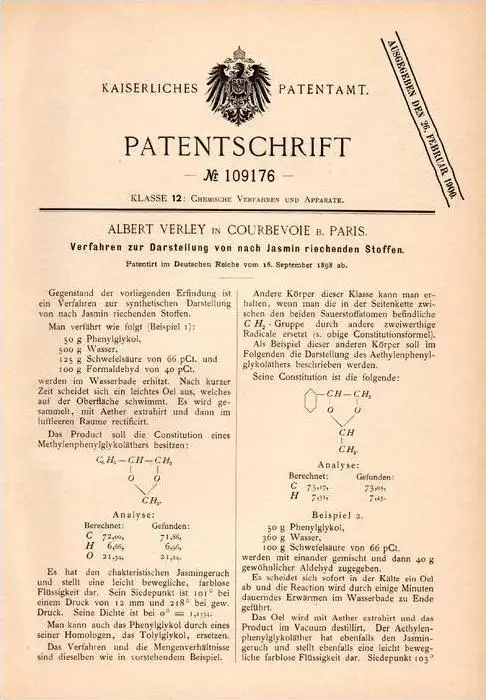 AUSGEGEBEN DEN 26. FEBRUAR 1900.
KAISERLICHES PATENTAMT.
PATENTSCHRIFT
— № 109176 —
KLASSE 12: CHEMISCHE VERFAHREN UND APPARATE.
ALBERT VERLEY IN COURBEVOIE B. PARIS.
Verfahren zur Darstellung von nach Jasmin riechenden Stoffen.
Patentirt im Deutschen Reiche vom 18. September 1898 ab.
Gegenstand der vorliegenden Erfindung ist
ein Verfahren zur synthetischen Darstellung
von nach Jasmin riechenden Stoffen.
Man verfährt wie folgt (Beispiel 1):
50 g Phenylglykol,
500 g Wasser,
125 g Schwefelsäure von 66 pCt. und
100 g Formaldehyd von 40 pCt.
werden im Wasserbade erhitzt. Nach kurzer
Zeit scheidet sich ein leichtes Oel aus, welches
auf der Oberfläche schwimmt. Es wird ge-
sammelt, mit Aether extrahirt und dann im
luftleeren Raume rectificirt.
Das Product soll die Constitution eines
Methylenphenylglykoläthers besitzen:
C6H5 — CH — CH2
O O
CH2
Analyse:
Berechnet: Gefunden:
C 72,00, 71,86,
H 6,66, 6,96,
O 21,34, 21,24.
Es hat den chakteristischen Jasmingeruch
und stellt eine leicht bewegliche, farblose
Flüssigkeit dar. Sein Siedepunkt ist 101° bei
einem Druck von 12 mm und 218° bei gew.
Druck. Seine Dichte ist bei 0° = 1,1334.
Man kann auch das Phenylglykol durch eines
seiner Homologen, das Tolylglykol, ersetzen.
Das Verfahren und die Mengenverhältnisse
sind dieselben wie in vorstehendem Beispiel.
Andere Körper dieser Klasse kann man er-
halten, wenn man die in der Seitenkette zwi-
schen den beiden Sauerstoffatomen befindliche
C H2 - Gruppe durch andere zweiwerthige
Radicale ersetzt (s. obige Constitutionsformel).
Als Beispiel dieser anderen Körper soll im
Folgenden die Darstellung des Aethylenphenyl-
glykoläthers beschrieben werden.
Seine Constitution ist die folgende:
CH — CH2
O O
CH
CH3
Analyse:
Berechnet: Gefunden:
C 73,17, 73,05,
H 7,32, 7,45.
Beispiel 2.
50 g Phenylglykol,
360 g Wasser,
100 g Schwefelsäure von 66 pCt.
werden mit einander gemischt und dann 40 g
gewöhnlicher Aldehyd zugegeben.
Es scheidet sich sofort in der Kälte ein Oel
ab und die Reaction wird durch einige Minuten
dauerndes Erwärmen im Wasserbade zu Ende
geführt.
Das Oel wird mit Aether extrahirt und das
Product im Vacuum destillirt. Der Aethylen-
phenylglykoläther hat ebenfalls den Jasmin-
geruch und stellt ebenfalls eine leicht beweg-
liche farblose Flüssigkeit dar. Siedepunkt 103°